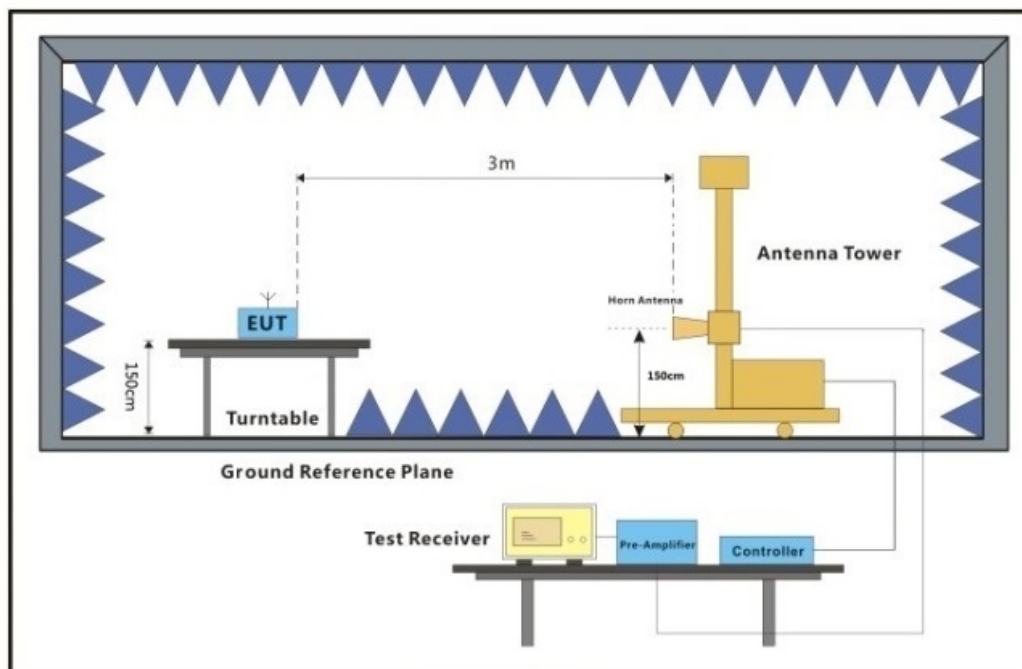 3m
Antenna Tower
Horn Antenna
EUT
150cm
150cm
Turntable
Ground Reference Plane
Test Receiver
Pre-Amplifier
Controller